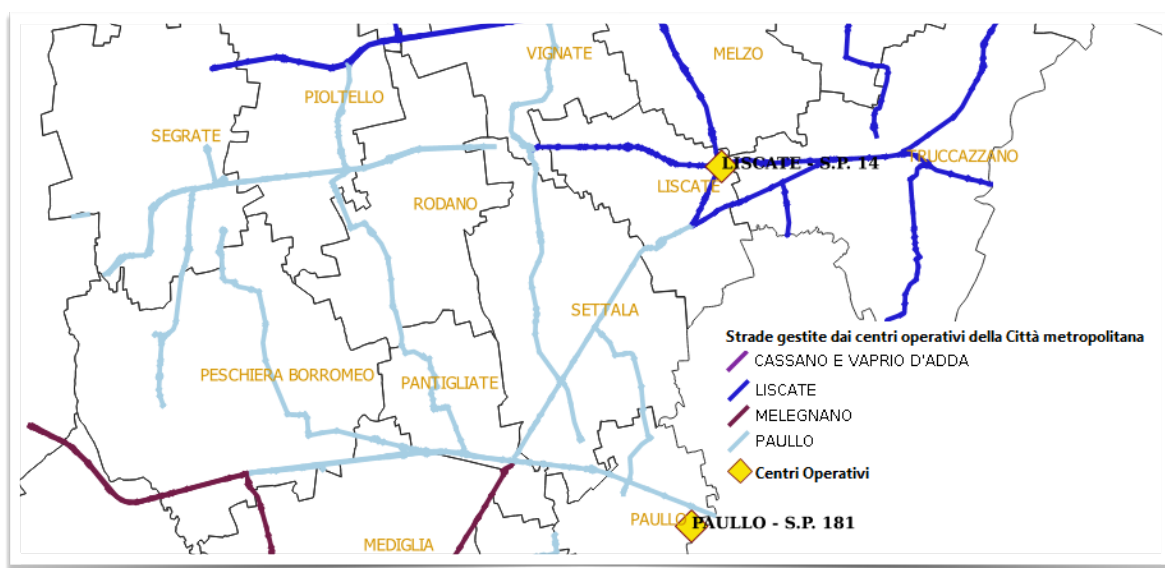 VIGNATE
MELZO
PIOLTELLO
SEGRATE
TRUCCAZZANO
LISCATE - S.P. 14
LISCATE
RODANO
SETTALA
Strade gestite dai centri operativi della Città metropolitana
CASSANO E VAPRIO D'ADDA
LISCATE
MELEGNANO
PAULLO
Centri Operativi
PESCHIERA BORROMEO
PANTIGLIATE
PAULLO
PAULLO - S.P. 181
MEDIGLIA